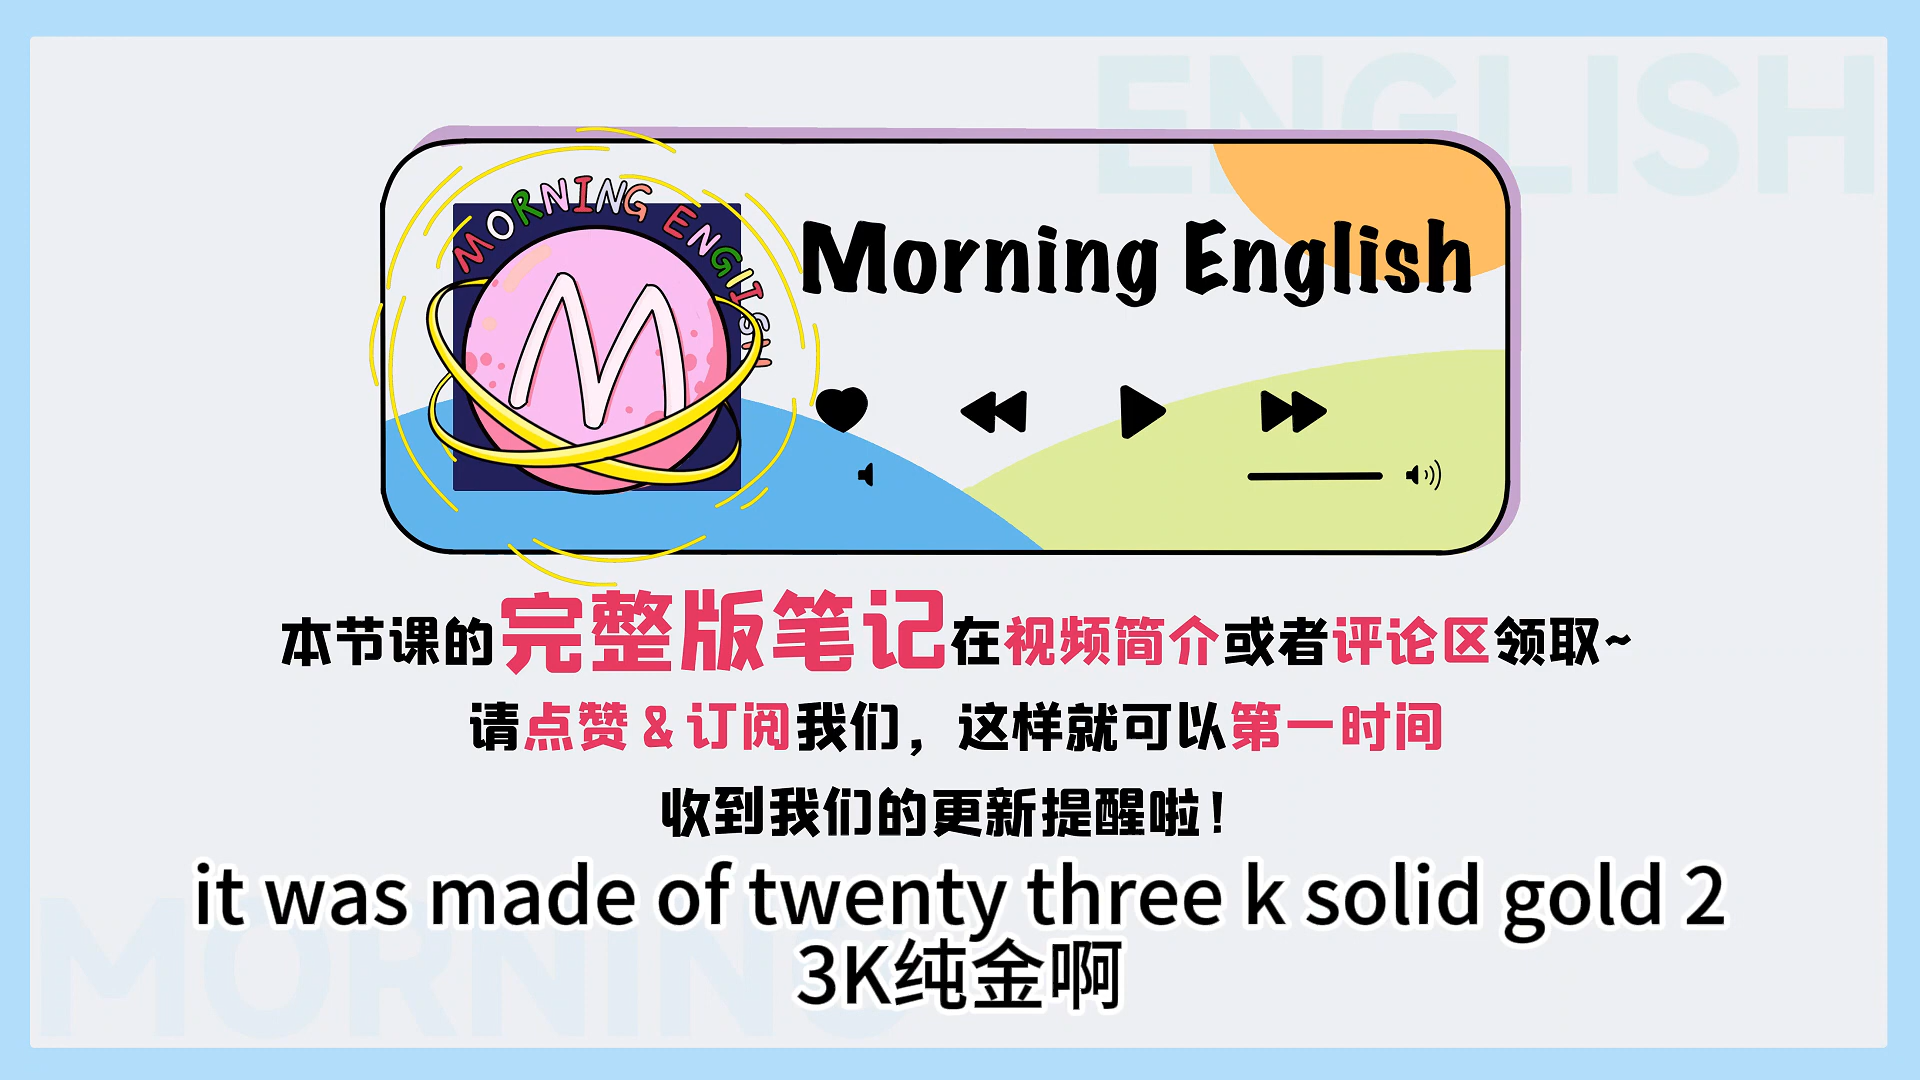 ENGLISH
MORNING ENGLISH
M
Morning English
本节课的完整版笔记在视频简介或者评论区领取~
请点赞&订阅我们，这样就可以第一时间
收到我们的更新提醒啦！
it was made of twenty three k solid gold 2
3K纯金啊
MORNING